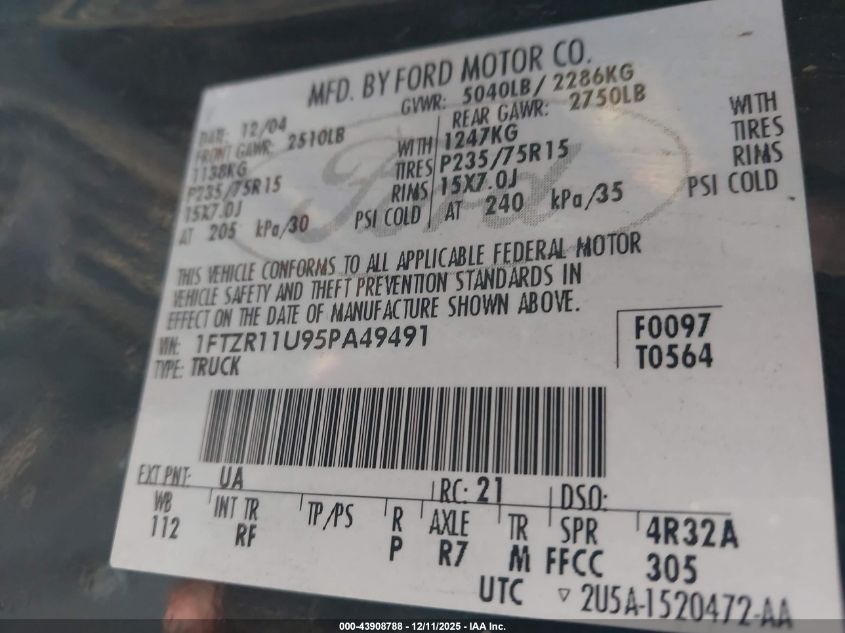 MFD. BY FORD MOTOR CO.
GVWR: 5040LB/ 2286KG
DATE: 12/04
FRONT GAWR: 2510LB
1138KG WITH
P235/75R15 TIRES
15X7.0J RIMS
AT 205 kPa/30 PSI COLD
REAR GAWR: 2750LB
1247KG WITH
P235/75R15 TIRES
15X7.0J RIMS
AT 240 kPa/35 PSI COLD
Ford
THIS VEHICLE CONFORMS TO ALL APPLICABLE FEDERAL MOTOR
VEHICLE SAFETY AND THEFT PREVENTION STANDARDS IN
EFFECT ON THE DATE OF MANUFACTURE SHOWN ABOVE.
VIN: 1FTZR11U95PA49491
TYPE: TRUCK
F0097
T0564
EXT PNT: UA RC: 21 DSO:
WB INT TR TP/PS R AXLE TR SPR 4R32A
112 RF P R7 M FFCC 305
UTC ▽ 2U5A-1520472-AA
000-43908788 - 12/11/2025 - IAA Inc.